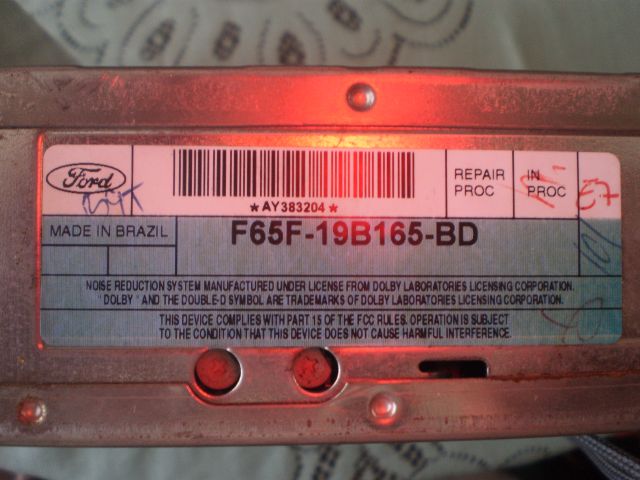 Ford
*AY383204*
REPAIR PROC
IN PROC
MADE IN BRAZIL
F65F-19B165-BD
NOISE REDUCTION SYSTEM MANUFACTURED UNDER LICENSE FROM DOLBY LABORATORIES LICENSING CORPORATION.
"DOLBY" AND THE DOUBLE-D SYMBOL ARE TRADEMARKS OF DOLBY LABORATORIES LICENSING CORPORATION.
THIS DEVICE COMPLIES WITH PART 15 OF THE FCC RULES. OPERATION IS SUBJECT
TO THE CONDITION THAT THIS DEVICE DOES NOT CAUSE HARMFUL INTERFERENCE.